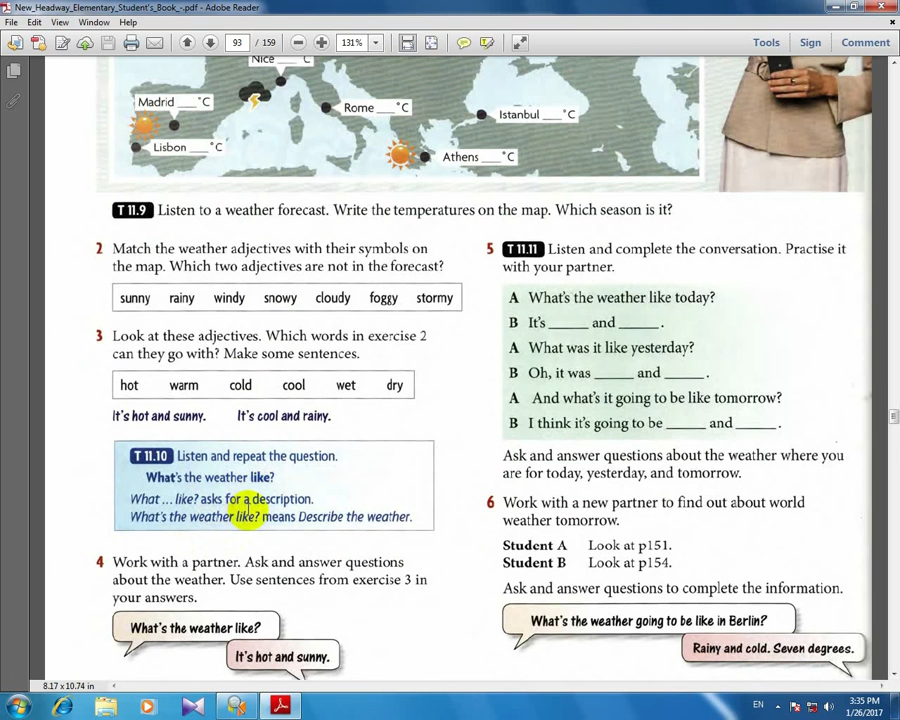 New_Headway_Elementary_Student's_Book_-.pdf - Adobe Reader
File Edit View Window Help
93 / 159 131% Tools Sign Comment
Nice °C
Madrid ___°C
Rome ___°C
Istanbul ___°C
Lisbon ___°C
Athens ___°C
T 11.9 Listen to a weather forecast. Write the temperatures on the map. Which season is it?
2 Match the weather adjectives with their symbols on
the map. Which two adjectives are not in the forecast?
sunny rainy windy snowy cloudy foggy stormy
3 Look at these adjectives. Which words in exercise 2
can they go with? Make some sentences.
hot warm cold cool wet dry
It's hot and sunny. It's cool and rainy.
T 11.10 Listen and repeat the question.
What's the weather like?
What ... like? asks for a description.
What's the weather like? means Describe the weather.
4 Work with a partner. Ask and answer questions
about the weather. Use sentences from exercise 3 in
your answers.
What's the weather like?
It's hot and sunny.
5 T 11.11 Listen and complete the conversation. Practise it
with your partner.
A What's the weather like today?
B It's ______ and ______.
A What was it like yesterday?
B Oh, it was ______ and ______.
A And what's it going to be like tomorrow?
B I think it's going to be ______ and ______.
Ask and answer questions about the weather where you
are for today, yesterday, and tomorrow.
6 Work with a new partner to find out about world
weather tomorrow.
Student A Look at p151.
Student B Look at p154.
Ask and answer questions to complete the information.
What's the weather going to be like in Berlin?
Rainy and cold. Seven degrees.
8.17 x 10.74 in
EN 3:35 PM
1/26/2017